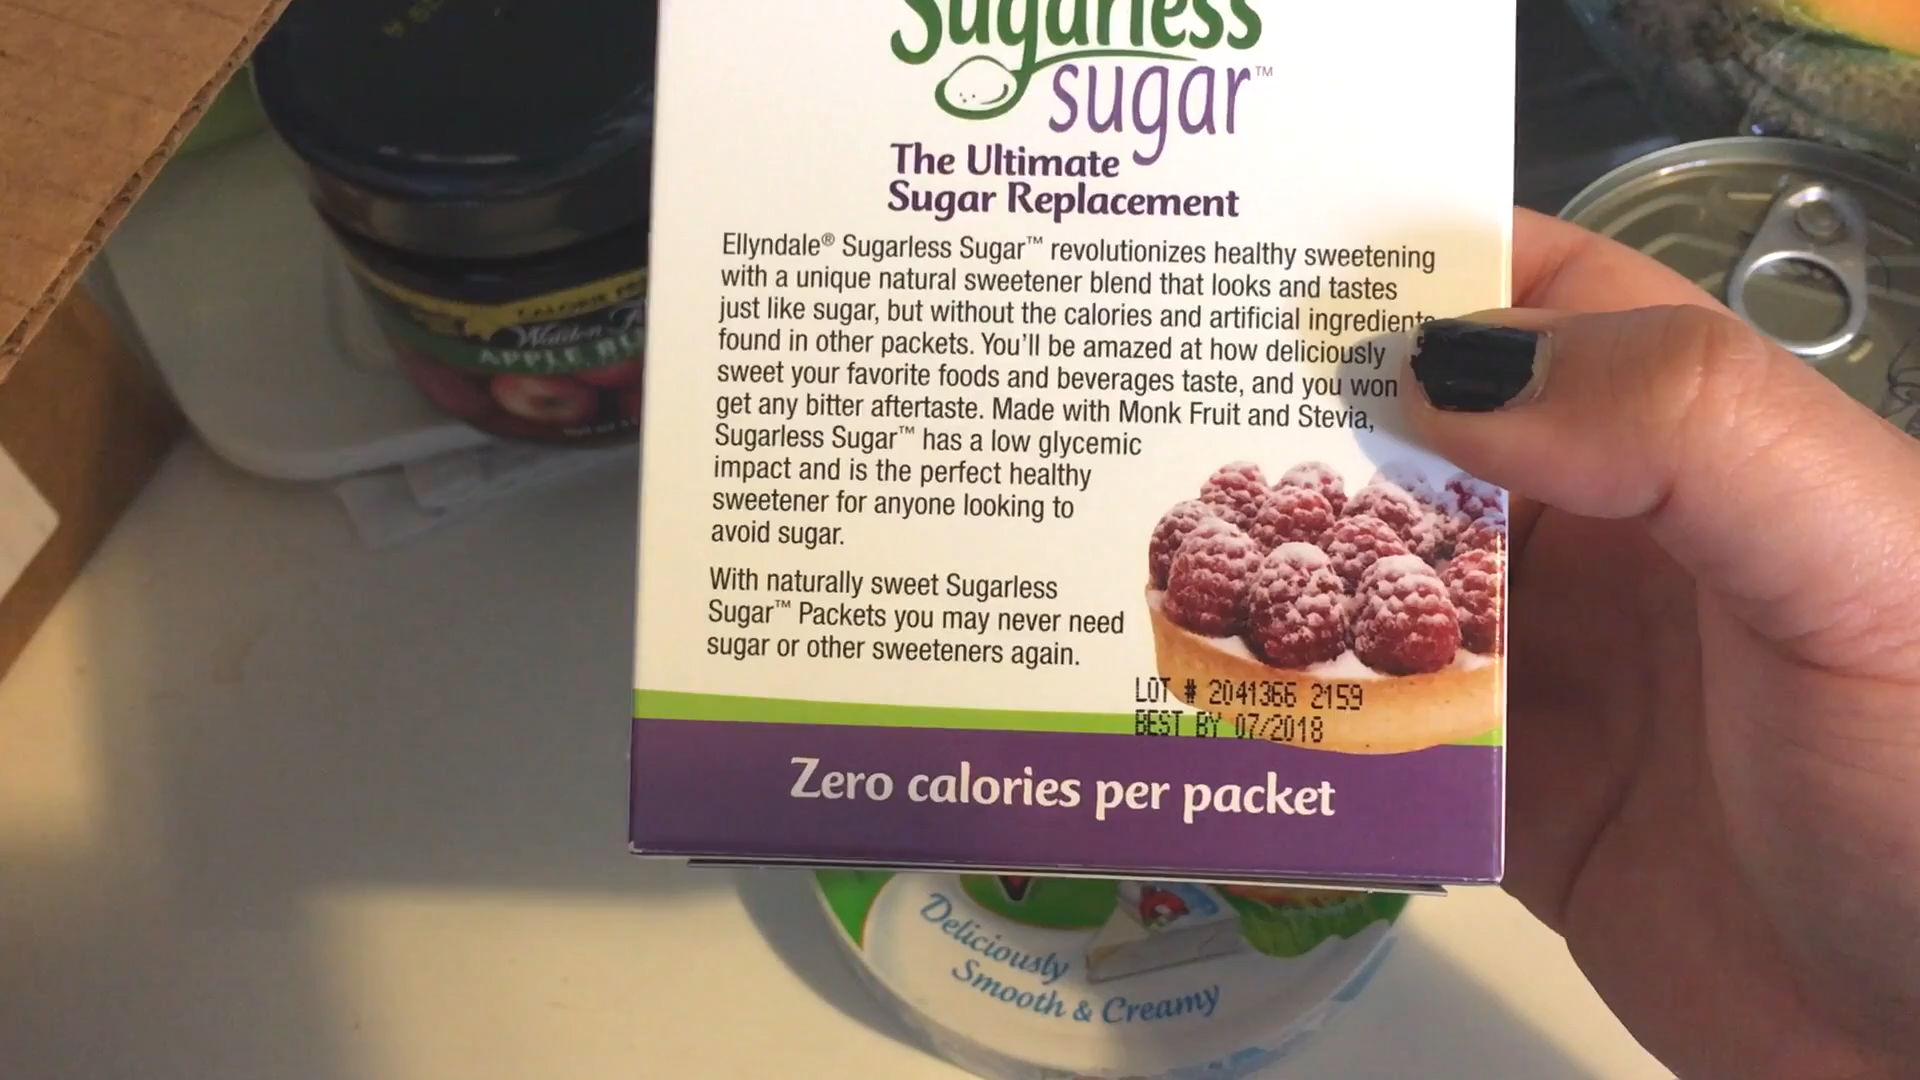 Sugarless
sugar™
The Ultimate
Sugar Replacement
Ellyndale® Sugarless Sugar™ revolutionizes healthy sweetening
with a unique natural sweetener blend that looks and tastes
just like sugar, but without the calories and artificial ingredients
found in other packets. You'll be amazed at how deliciously
sweet your favorite foods and beverages taste, and you won
get any bitter aftertaste. Made with Monk Fruit and Stevia,
Sugarless Sugar™ has a low glycemic
impact and is the perfect healthy
sweetener for anyone looking to
avoid sugar.
With naturally sweet Sugarless
Sugar™ Packets you may never need
sugar or other sweeteners again.
LOT # 2041366 2159
BEST BY 07/2018
Zero calories per packet
CALORIE
Walden
APPLE
Deliciously
Smooth & Creamy